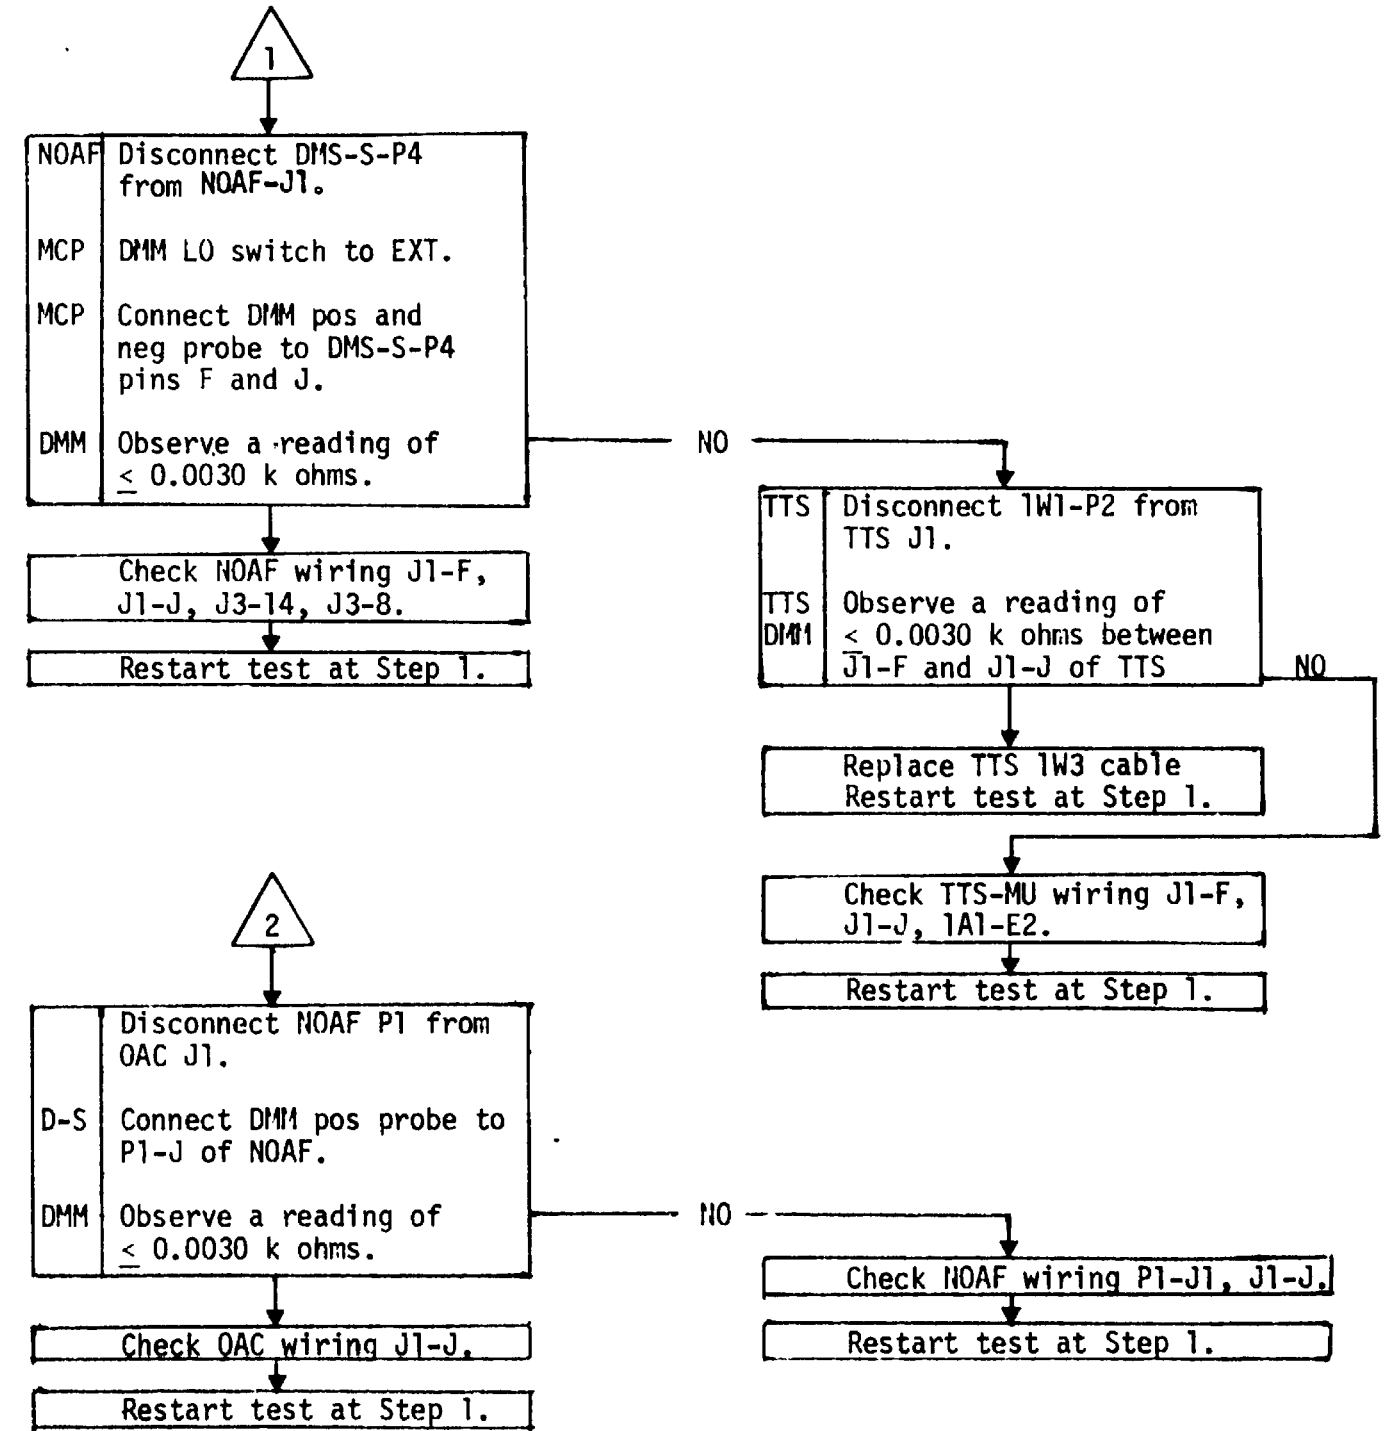 1
NOAF Disconnect DMS-S-P4
from NOAF-J1.
MCP DMM LO switch to EXT.
MCP Connect DMM pos and
neg probe to DMS-S-P4
pins F and J.
DMM Observe a reading of
≤ 0.0030 k ohms.
NO
Check NOAF wiring J1-F,
J1-J, J3-14, J3-8.
Restart test at Step 1.
TTS Disconnect 1W1-P2 from
TTS J1.
TTS Observe a reading of
DMM ≤ 0.0030 k ohms between
J1-F and J1-J of TTS
NO
Replace TTS 1W3 cable
Restart test at Step 1.
Check TTS-MU wiring J1-F,
J1-J, 1A1-E2.
Restart test at Step 1.
2
Disconnect NOAF P1 from
OAC J1.
D-S Connect DMM pos probe to
P1-J of NOAF.
DMM Observe a reading of
≤ 0.0030 k ohms.
NO
Check OAC wiring J1-J.
Restart test at Step 1.
Check NOAF wiring P1-J1, J1-J.
Restart test at Step 1.